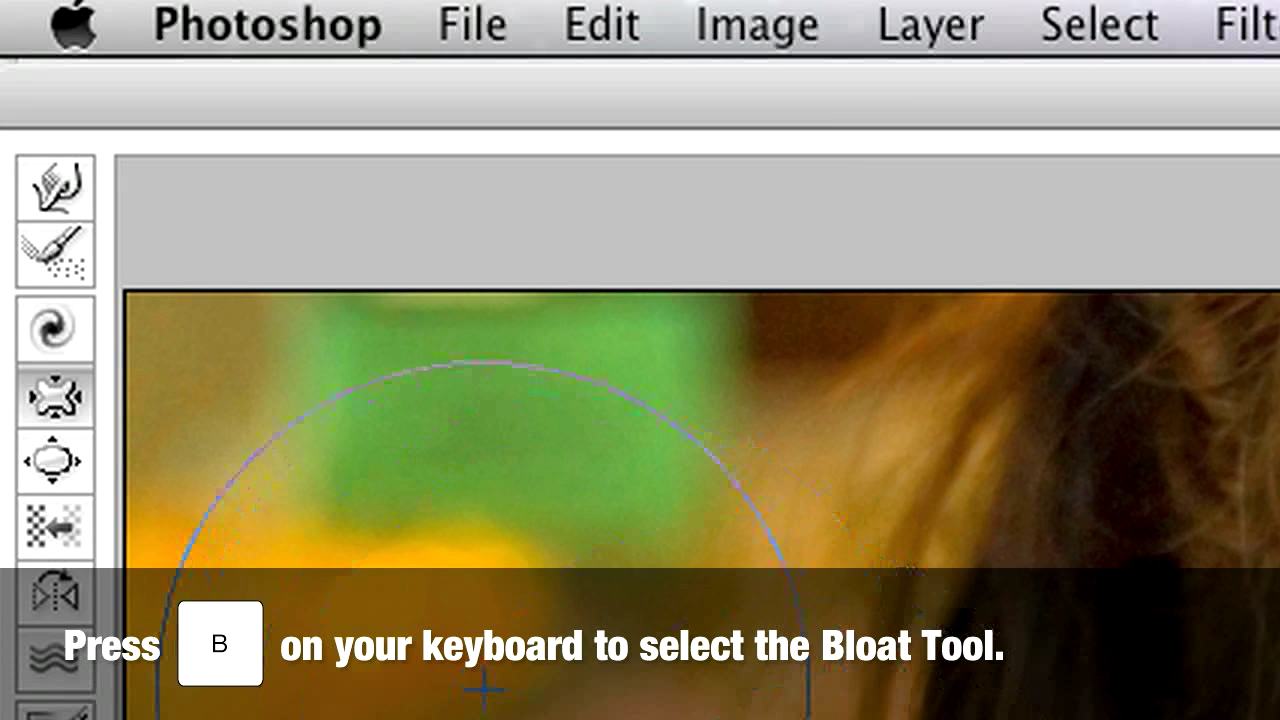 Photoshop File Edit Image Layer Select Filt
Press B on your keyboard to select the Bloat Tool.